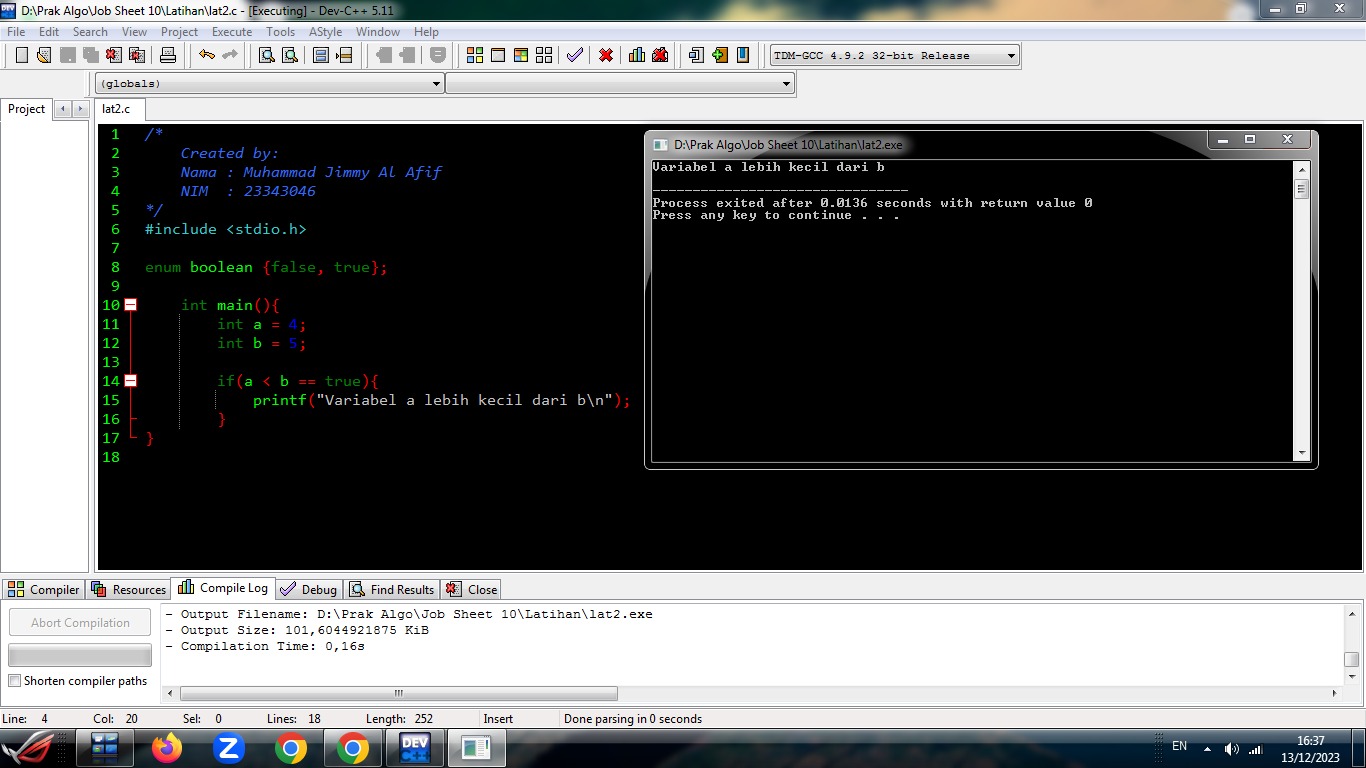 D:\Prak Algo\Job Sheet 10\Latihan\lat2.c - [Executing] - Dev-C++ 5.11
File Edit Search View Project Execute Tools AStyle Window Help
TDM-GCC 4.9.2 32-bit Release
(globals)
Project
lat2.c
1 /*
2 Created by:
3 Nama : Muhammad Jimmy Al Afif
4 NIM : 23343046
5 */
6 #include <stdio.h>
7
8 enum boolean {false, true};
9
10 int main(){
11 int a = 4;
12 int b = 5;
13
14 if(a < b == true){
15 printf("Variabel a lebih kecil dari b\n");
16 }
17 }
18
D:\Prak Algo\Job Sheet 10\Latihan\lat2.exe
Variabel a lebih kecil dari b
--------------------------------
Process exited after 0.0136 seconds with return value 0
Press any key to continue . . .
Compiler Resources Compile Log Debug Find Results Close
Abort Compilation
Shorten compiler paths
- Output Filename: D:\Prak Algo\Job Sheet 10\Latihan\lat2.exe
- Output Size: 101,6044921875 KiB
- Compilation Time: 0,16s
Line: 4 Col: 20 Sel: 0 Lines: 18 Length: 252 Insert Done parsing in 0 seconds
DEV
C++
EN
16:37
13/12/2023